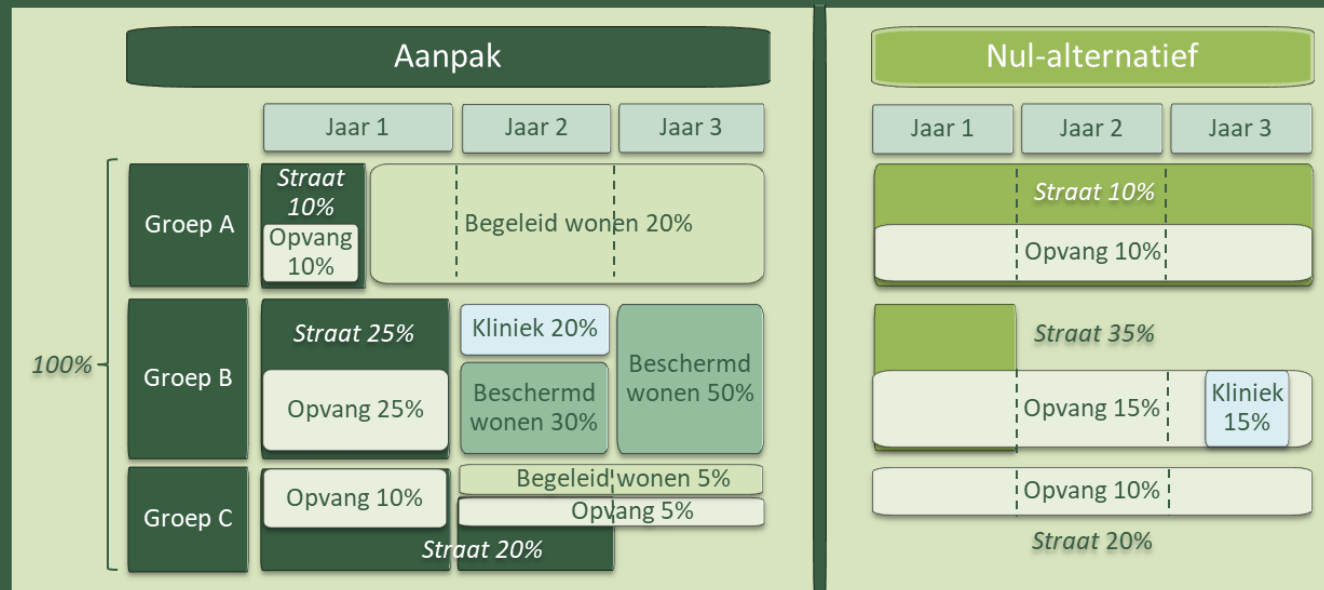 Aanpak
Nul-alternatief
Jaar 1
Jaar 2
Jaar 3
Jaar 1
Jaar 2
Jaar 3
100%
Groep A
Straat
10%
Opvang
10%
Begeleid wonen 20%
Straat 10%
Opvang 10%
Groep B
Straat 25%
Opvang 25%
Kliniek 20%
Beschermd
wonen 30%
Beschermd
wonen 50%
Straat 35%
Opvang 15%
Kliniek
15%
Groep C
Opvang 10%
Begeleid wonen 5%
Opvang 5%
Straat 20%
Opvang 10%
Straat 20%